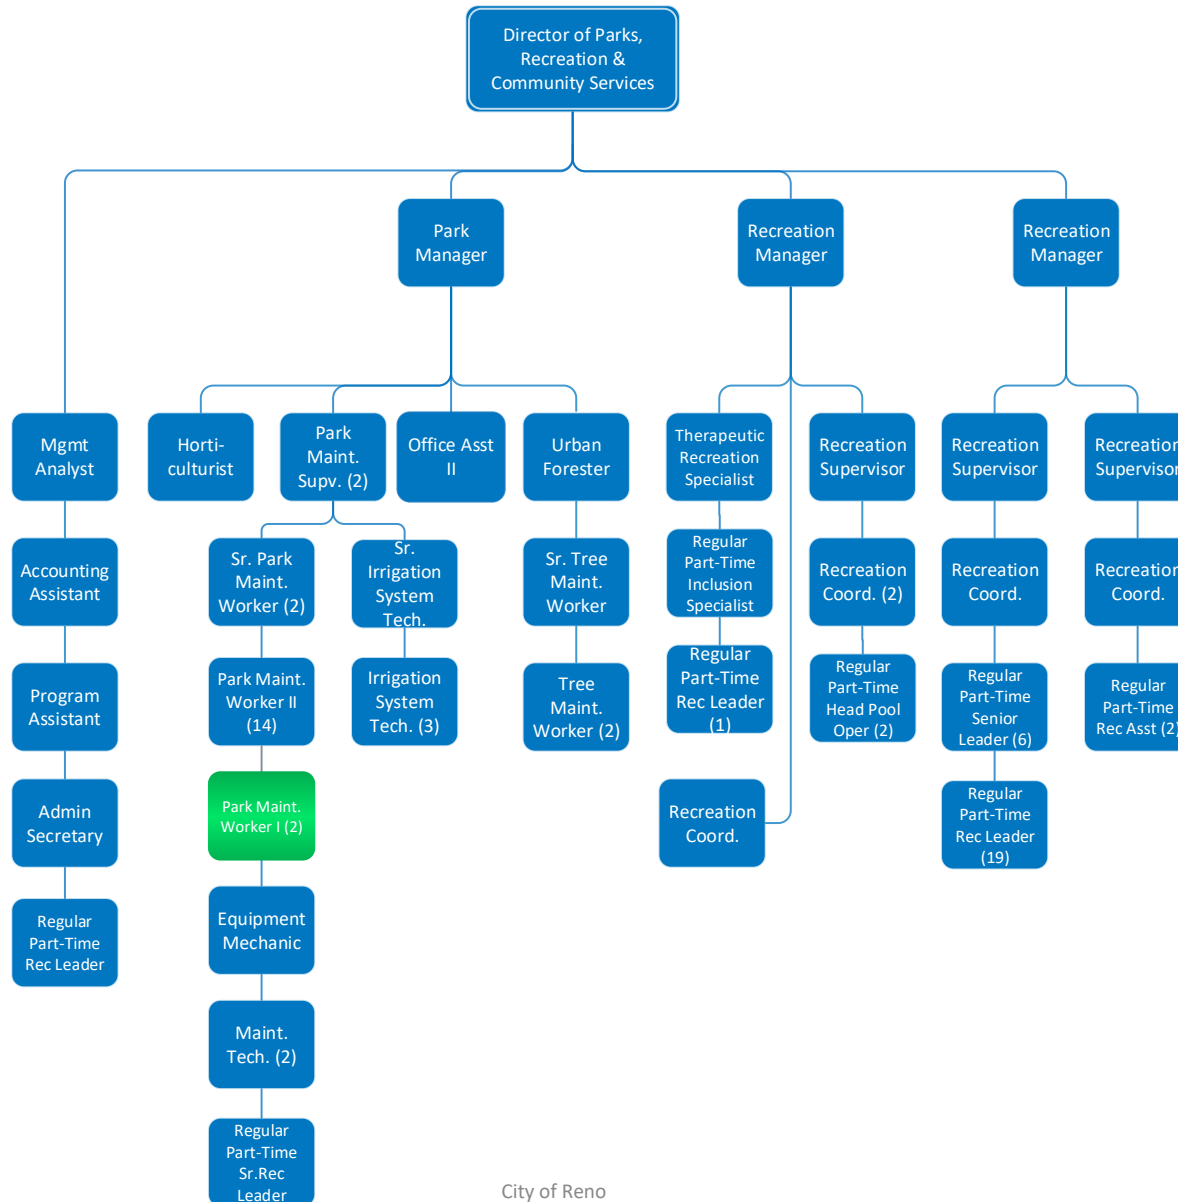 Director of Parks,
Recreation &
Community Services
Park
Manager
Recreation
Manager
Recreation
Manager
Mgmt
Analyst
Horti-
culturist
Park
Maint.
Supv. (2)
Office Asst
II
Urban
Forester
Therapeutic
Recreation
Specialist
Recreation
Supervisor
Recreation
Supervisor
Recreation
Supervisor
Accounting
Assistant
Sr. Park
Maint.
Worker (2)
Sr.
Irrigation
System
Tech.
Sr. Tree
Maint.
Worker
Regular
Part-Time
Inclusion
Specialist
Recreation
Coord. (2)
Recreation
Coord.
Recreation
Coord.
Program
Assistant
Park Maint.
Worker II
(14)
Irrigation
System
Tech. (3)
Tree
Maint.
Worker (2)
Regular
Part-Time
Rec Leader
(1)
Regular
Part-Time
Head Pool
Oper (2)
Regular
Part-Time
Senior
Leader (6)
Regular
Part-Time
Rec Asst (2)
Admin
Secretary
Park Maint.
Worker I (2)
Recreation
Coord.
Regular
Part-Time
Rec Leader
(19)
Regular
Part-Time
Rec Leader
Equipment
Mechanic
Maint.
Tech. (2)
Regular
Part-Time
Sr.Rec
Leader
City of Reno